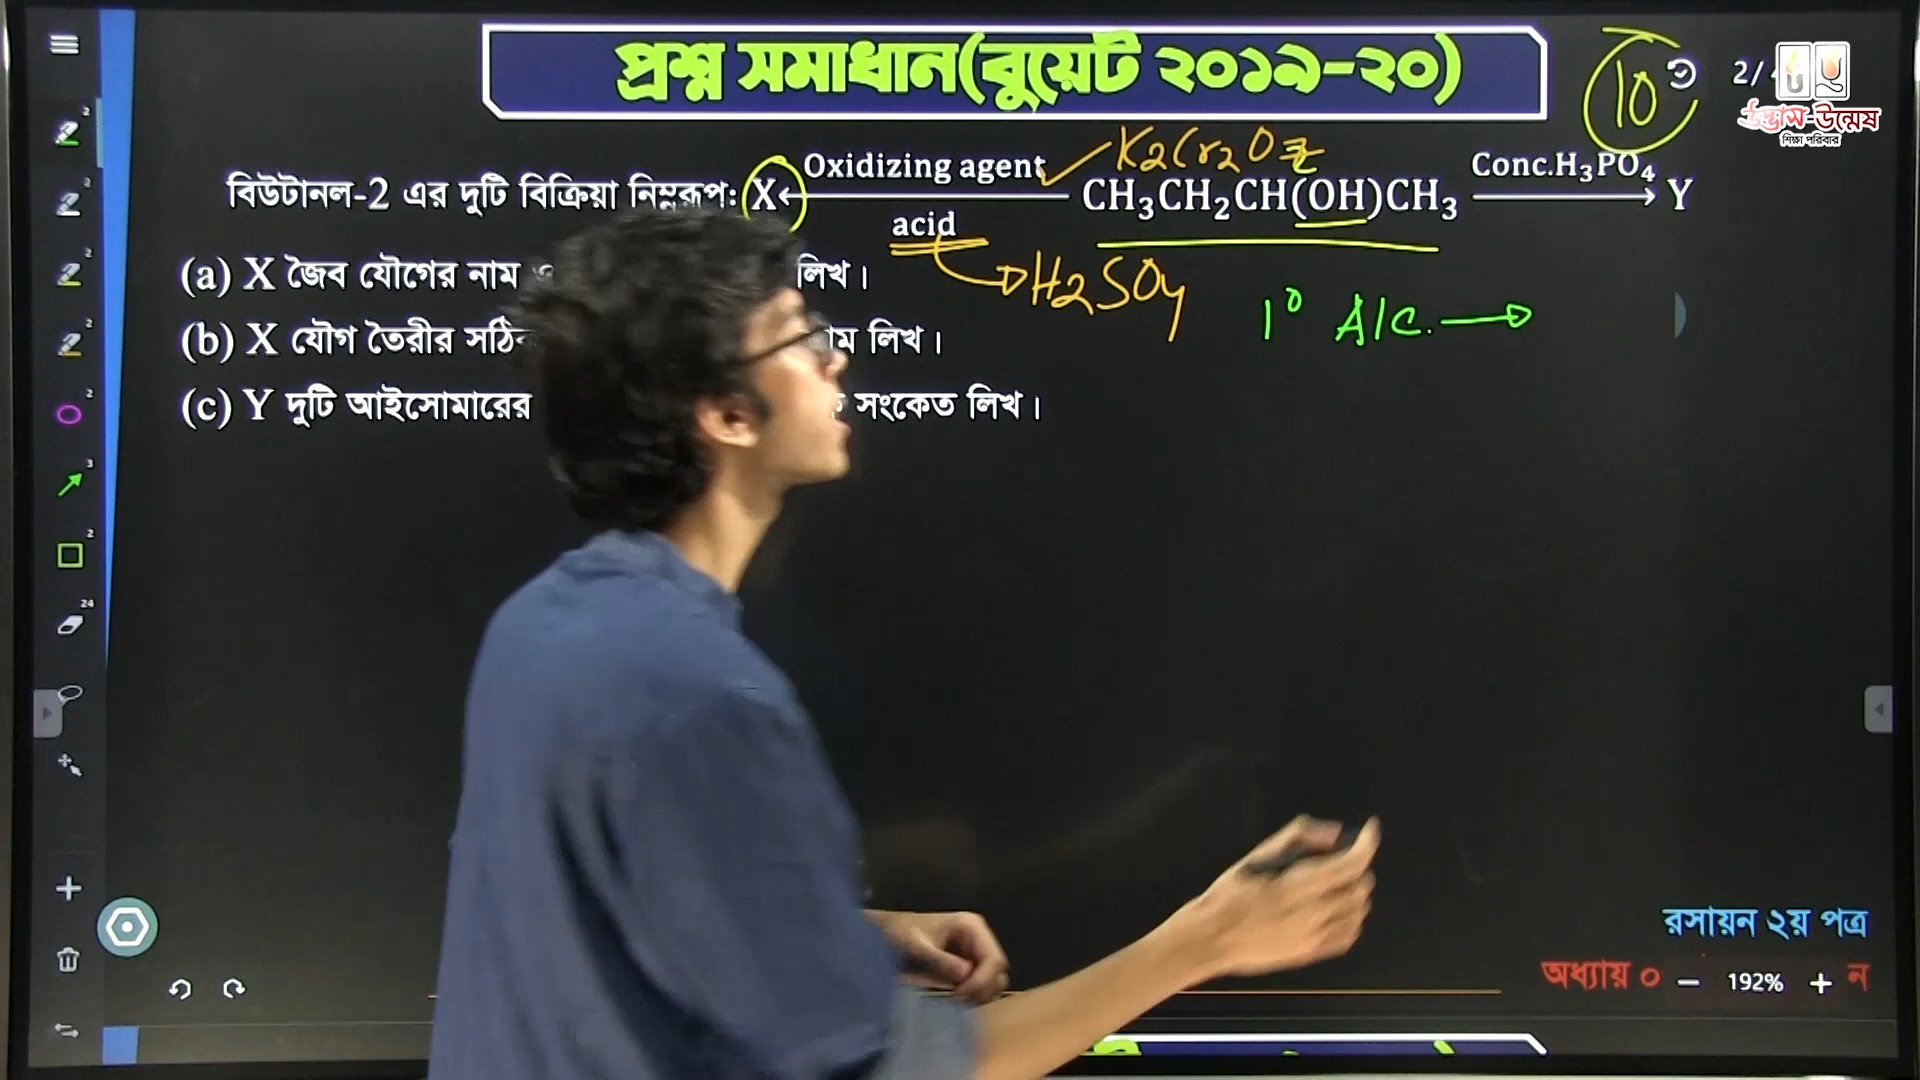 প্রশ্ন সমাধান(বুয়েট ২০১৯-২০)
10
2/
উদ্ভাস-উন্মেষ
শিক্ষা পরিবার
বিউটানল-2 এর দুটি বিক্রিয়া নিম্নরূপ: X ← Oxidizing agent acid CH₃CH₂CH(OH)CH₃ Conc.H₃PO₄ → Y
K₂Cr₂O₇
H₂SO₄
(a) X জৈব যৌগের নাম লিখ।
1° Alc. →
(b) X যৌগ তৈরীর লিখ।
(c) Y দুটি আইসোমারের সংকেত লিখ।
রসায়ন ২য় পত্র
অধ্যায় ০
192%